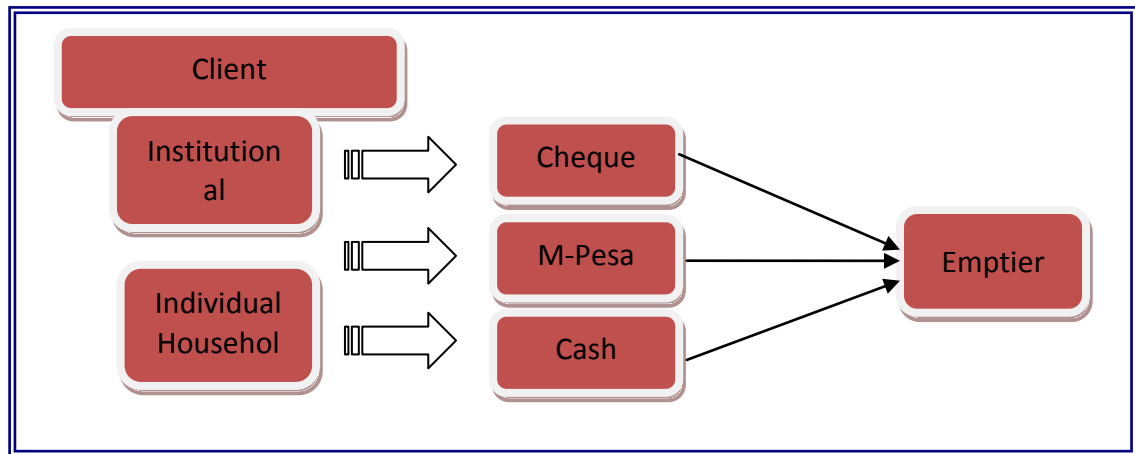 Client
Institution
al
Individual
Househol
Cheque
M-Pesa
Cash
Emptier